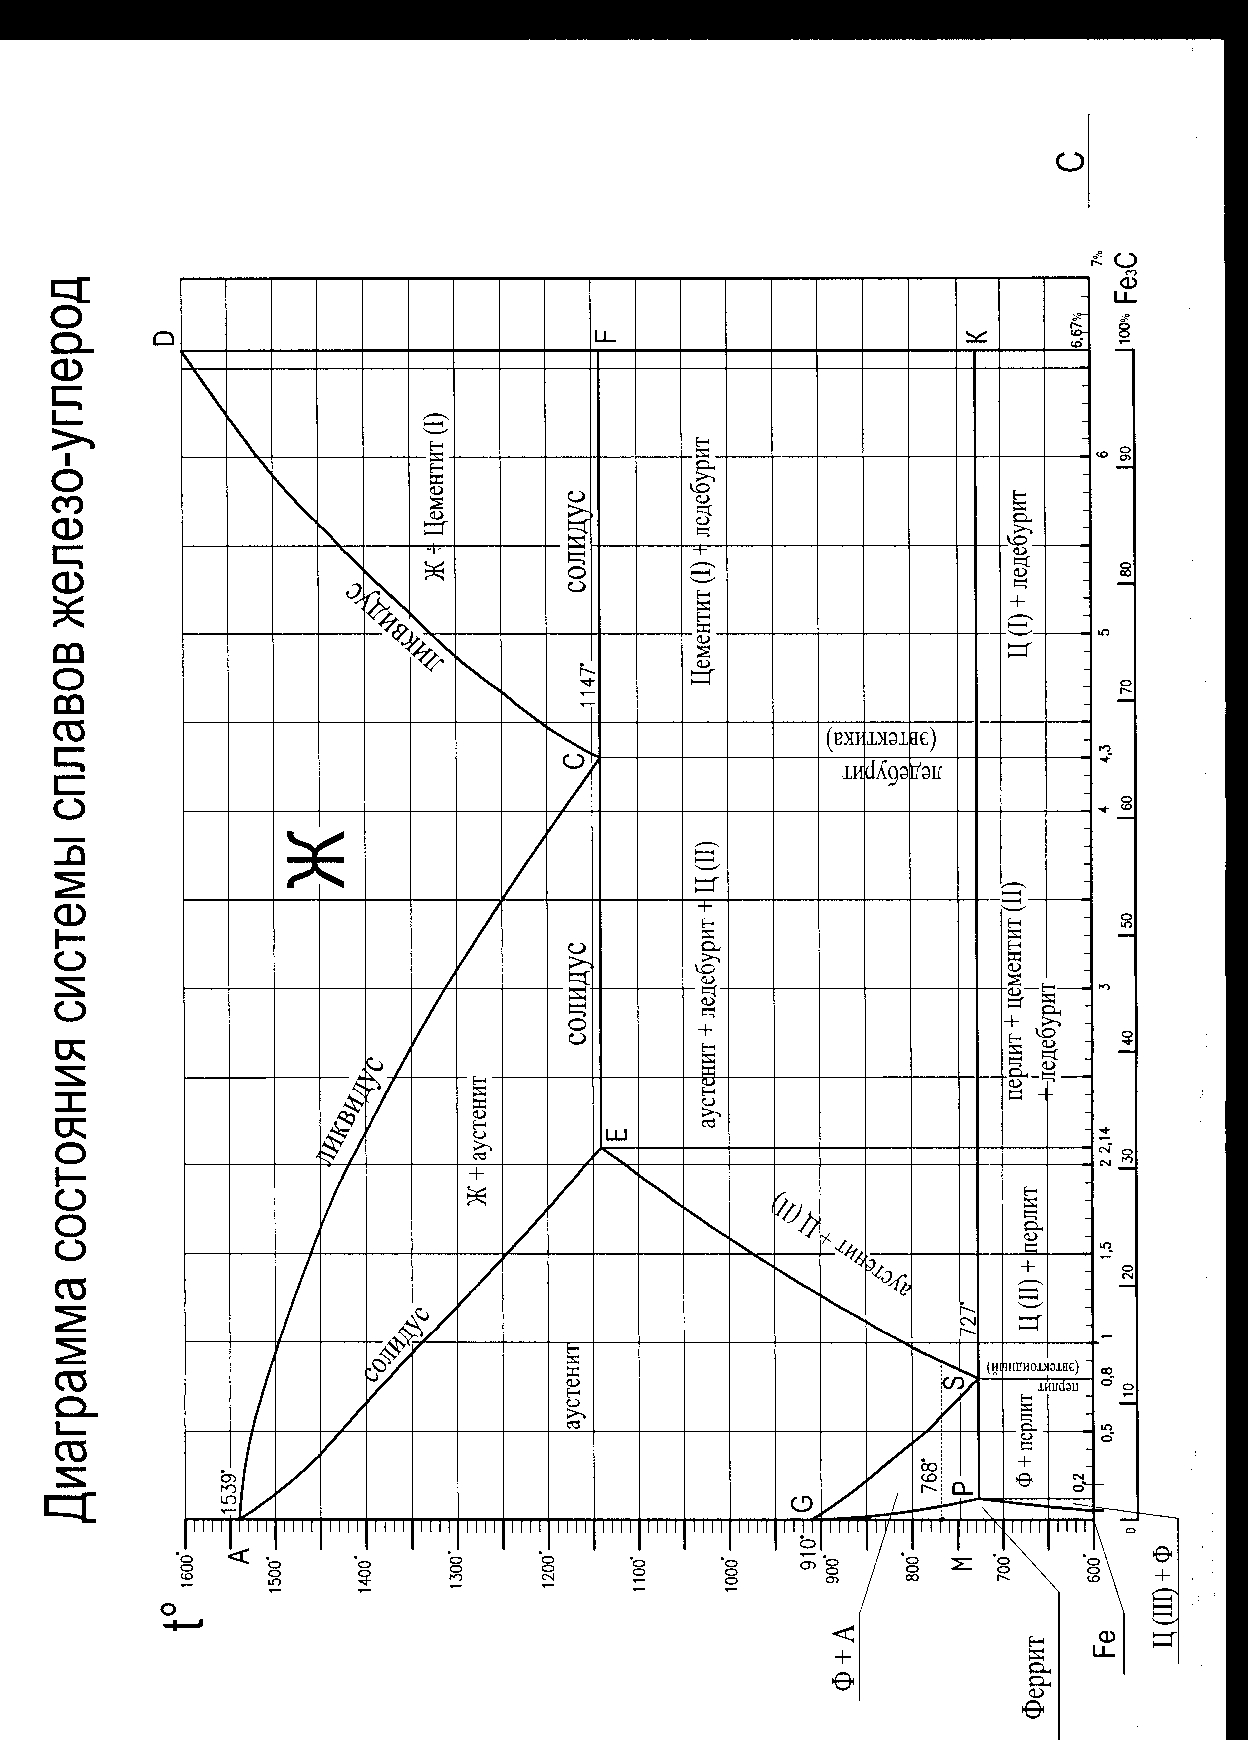 Диаграмма состояния системы сплавов железо-углерод
t°
1600°
1500°
1400°
1300°
1200°
1100°
1000°
910°
900°
800°
M
700°
600°
A
1539°
D
Ж
ликвидус
ликвидус
Ж + Цементит (I)
Ж + аустенит
солидус
солидус
солидус
1147°
C
F
E
аустенит
аустенит + Ц (II)
аустенит + ледебурит + Ц (II)
ледебурит
(эвтектика)
Цементит (I) + ледебурит
G
768°
P
S
727°
K
Ф + перлит
перлит
(эвтектоидный)
Ц (II) + перлит
перлит + цементит (II)
+ ледебурит
Ц (I) + ледебурит
0,2
0,5
0,8
1
1,5
2
2,14
3
4
4,3
5
6
6,67%
7%
C
0
10
20
30
40
50
60
70
80
90
100%
Fe₃C
Ф + А
Феррит
Fe
Ц (III) + Ф